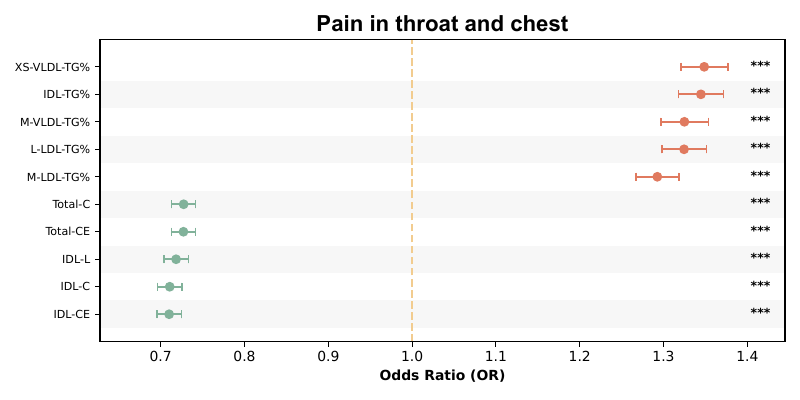 Pain in throat and chest
XS-VLDL-TG% ***
IDL-TG% ***
M-VLDL-TG% ***
L-LDL-TG% ***
M-LDL-TG% ***
Total-C ***
Total-CE ***
IDL-L ***
IDL-C ***
IDL-CE ***
0.7 0.8 0.9 1.0 1.1 1.2 1.3 1.4
Odds Ratio (OR)